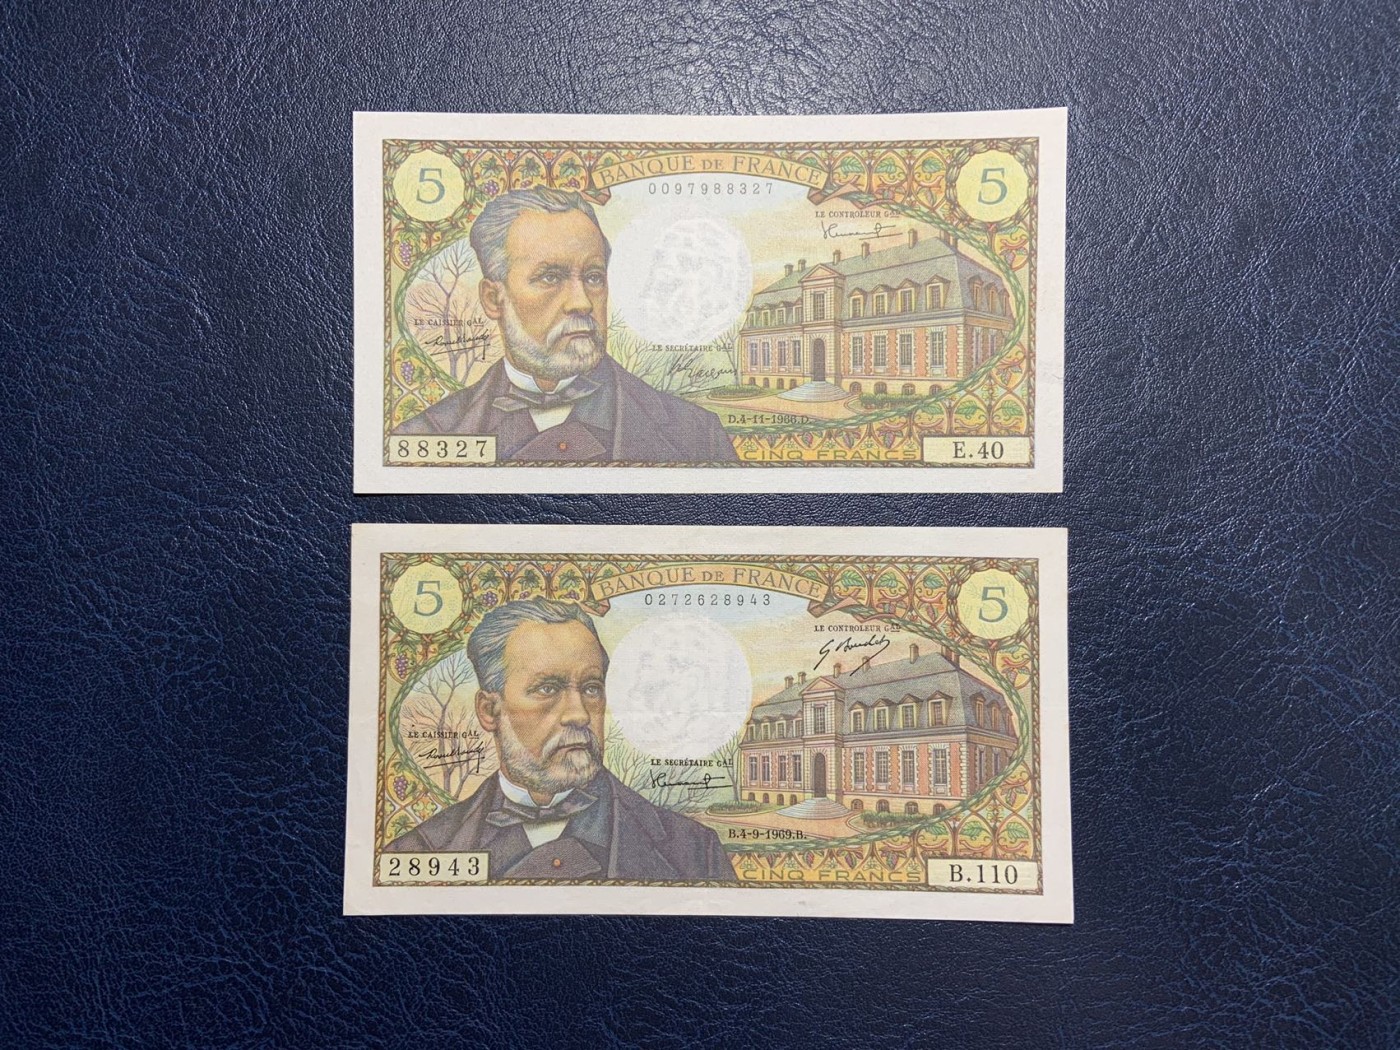 BANQUE DE FRANCE
5
0097988327
5
LE CONTROLEUR GAL
LE CAISSIER GAL
LE SECRÉTAIRE GAL
D.4-11-1966.D.
88327
CINQ FRANCS
E.40
BANQUE DE FRANCE
5
0272628943
5
LE CONTROLEUR GAL
G Bouchet
LE CAISSIER GAL
LE SECRÉTAIRE GAL
B.4-9-1969.B.
28943
CINQ FRANCS
B.110